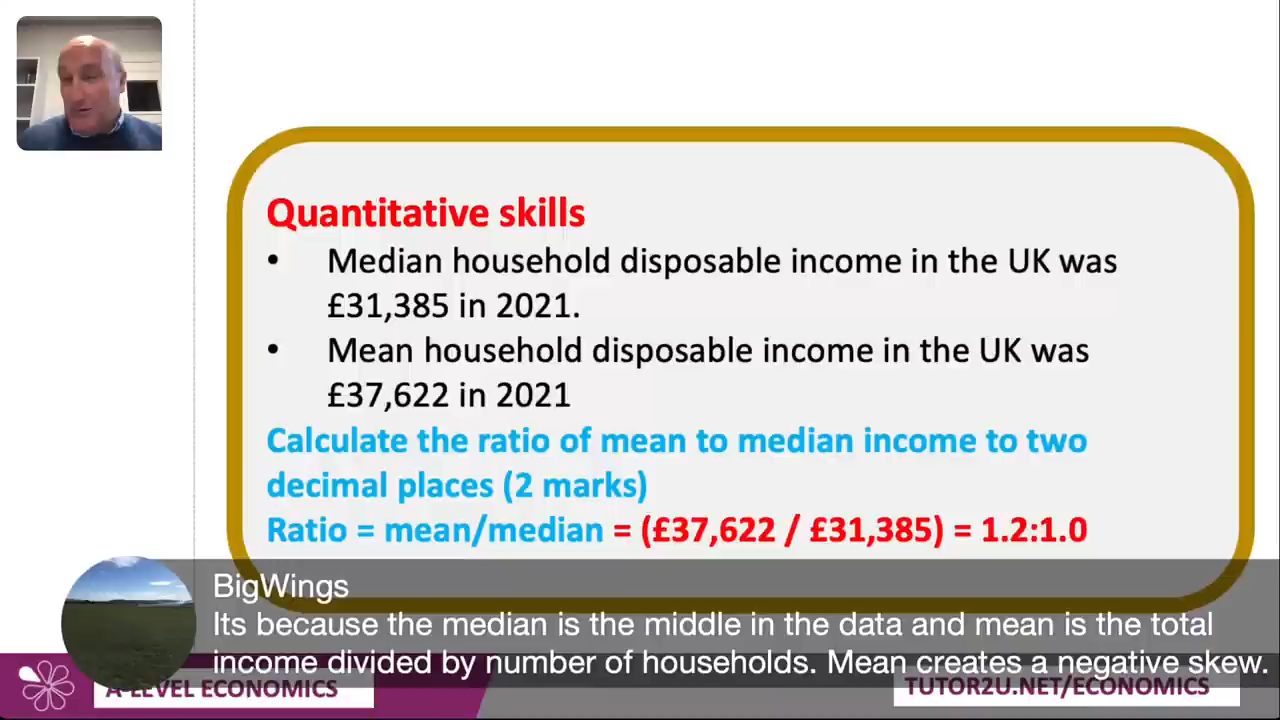 Quantitative skills
• Median household disposable income in the UK was
£31,385 in 2021.
• Mean household disposable income in the UK was
£37,622 in 2021
Calculate the ratio of mean to median income to two
decimal places (2 marks)
Ratio = mean/median = (£37,622 / £31,385) = 1.2:1.0
BigWings
Its because the median is the middle in the data and mean is the total
income divided by number of households. Mean creates a negative skew.
A-LEVEL ECONOMICS
TUTOR2U.NET/ECONOMICS